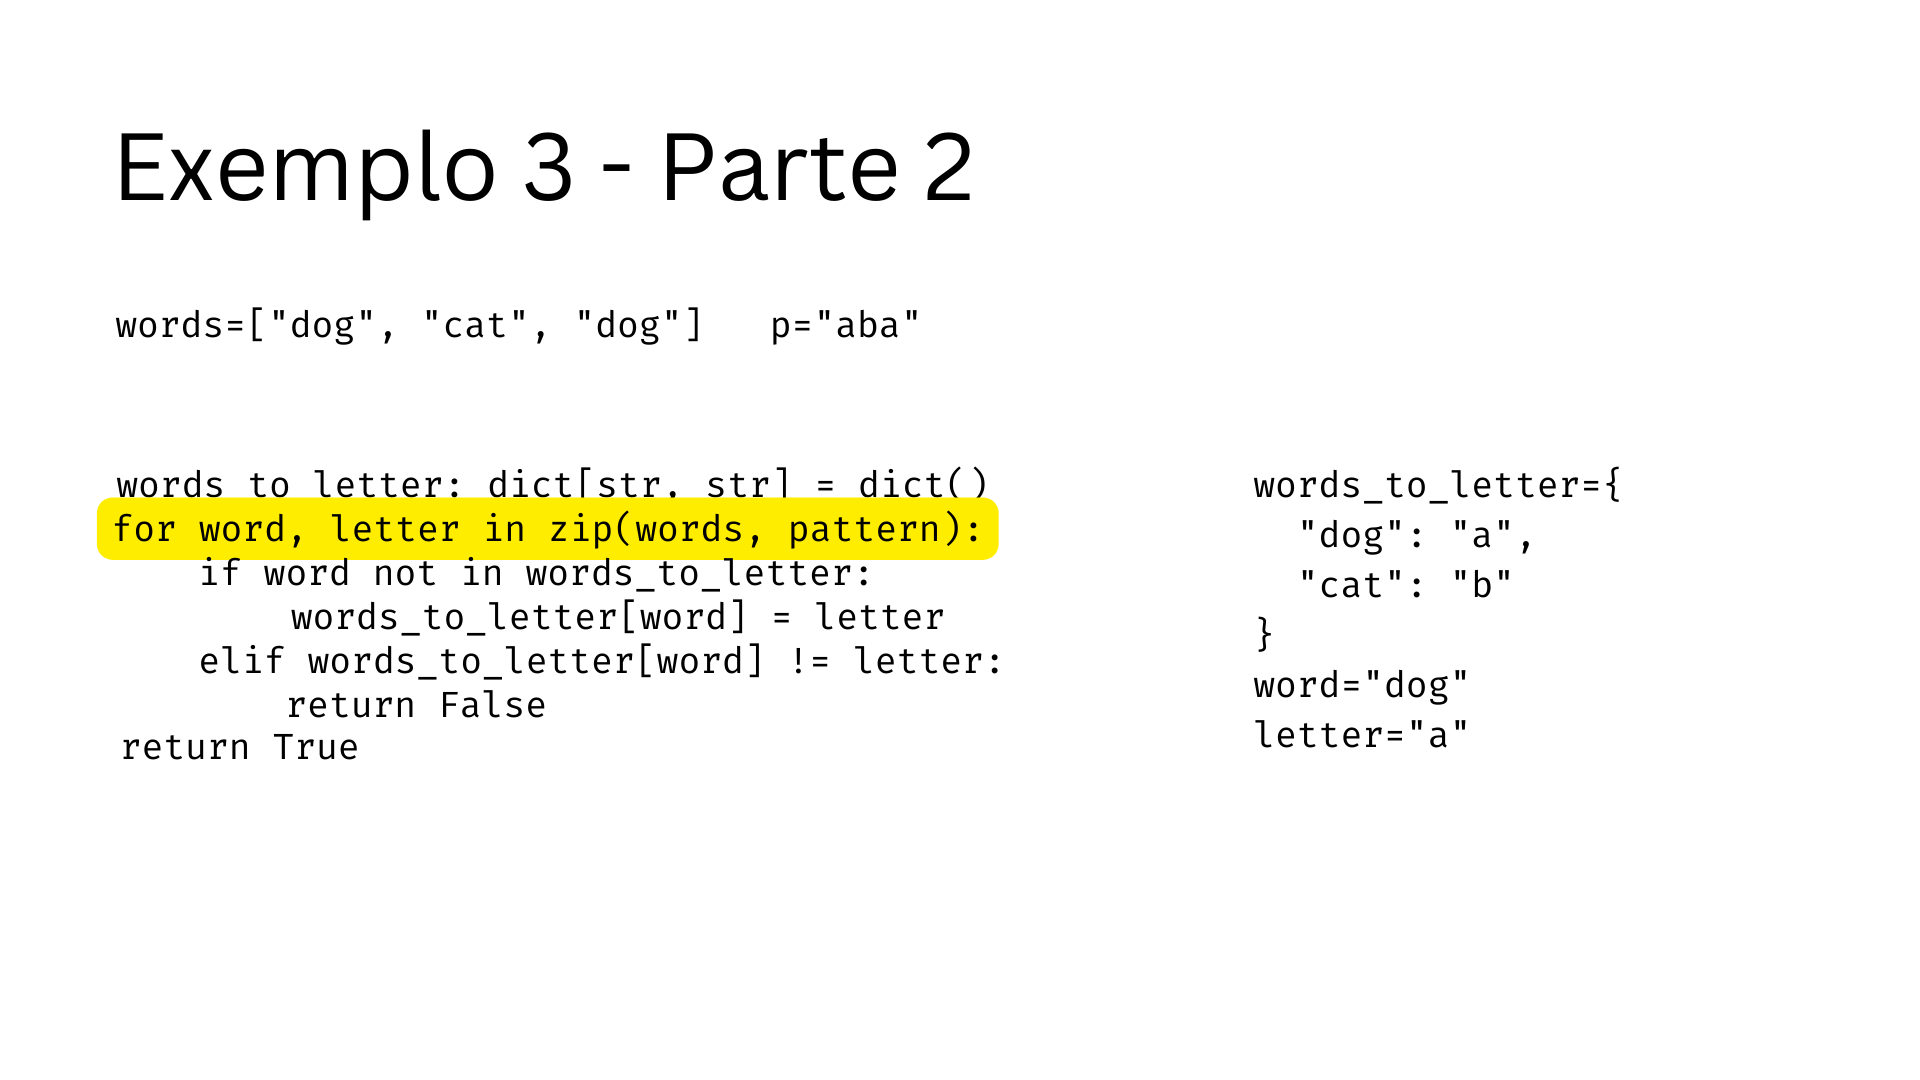 Exemplo 3 - Parte 2
words=["dog", "cat", "dog"]   p="aba"
words_to_letter: dict[str, str] = dict()
for word, letter in zip(words, pattern):
    if word not in words_to_letter:
        words_to_letter[word] = letter
    elif words_to_letter[word] != letter:
        return False
return True
words_to_letter={
  "dog": "a",
  "cat": "b"
}
word="dog"
letter="a"